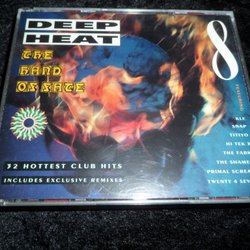 DEEP
HEAT
8
THE
HAND
OF FATE
KLF
SNAP
TITIYO
HI TEK 3
THE FARM
THE SHAMEN
PRIMAL SCREAM
TWENTY 4 SEVEN
32 HOTTEST CLUB HITS
INCLUDES EXCLUSIVE REMIXES